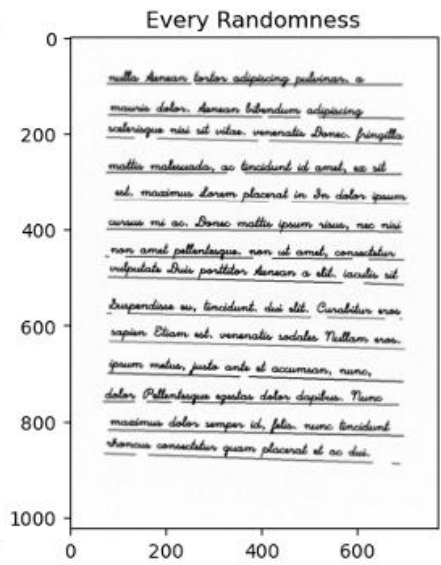 Every Randomness
0
200
400
600
800
1000
nulla Aenean tortor adipiscing pulvinar. a
mauris dolor. Aenean bibendum adipiscing
scelerisque nisi sit vitae. venenatis Donec. fringilla
mattis malesuada, ac tincidunt id amet, ex sit
est. maximus Lorem placerat in In dolor ipsum
cursus mi ac. Donec mattis ipsum risus, nec nisi
non amet pellentesque. non ut amet, consectetur
vulputate Duis porttitor Aenean a elit. iaculis sit
Suspendisse eu, tincidunt. dui elit. Curabitur eros
sapien Etiam est. venenatis sodales Nullam eros.
ipsum metus, justo ante et accumsan, nunc,
dolor Pellentesque egestas dolor dapibus. Nunc
maximus dolor semper id, felis. nunc tincidunt
rhoncus consectetur quam placerat et ac dui.
0 200 400 600